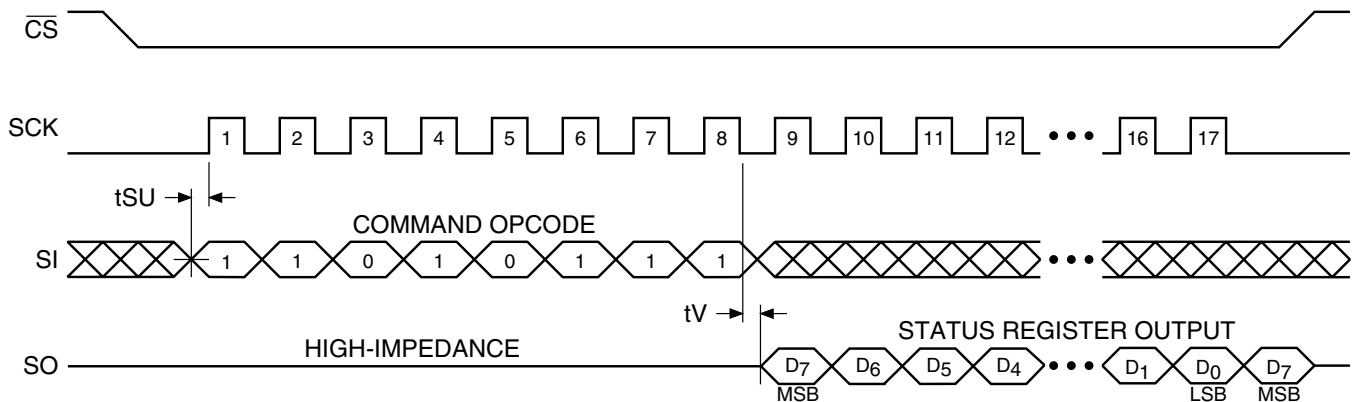 CS
SCK
1 2 3 4 5 6 7 8 9 10 11 12 16 17
tSU
COMMAND OPCODE
SI
1 1 0 1 0 1 1 1
tV
STATUS REGISTER OUTPUT
HIGH-IMPEDANCE
SO
D7 D6 D5 D4 D1 D0 D7
MSB LSB MSB